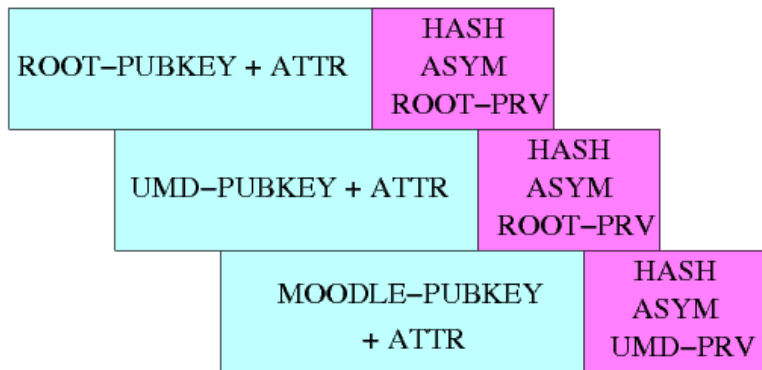 ROOT–PUBKEY + ATTR
HASH
ASYM
ROOT–PRV
UMD–PUBKEY + ATTR
HASH
ASYM
ROOT–PRV
MOODLE–PUBKEY
+ ATTR
HASH
ASYM
UMD–PRV